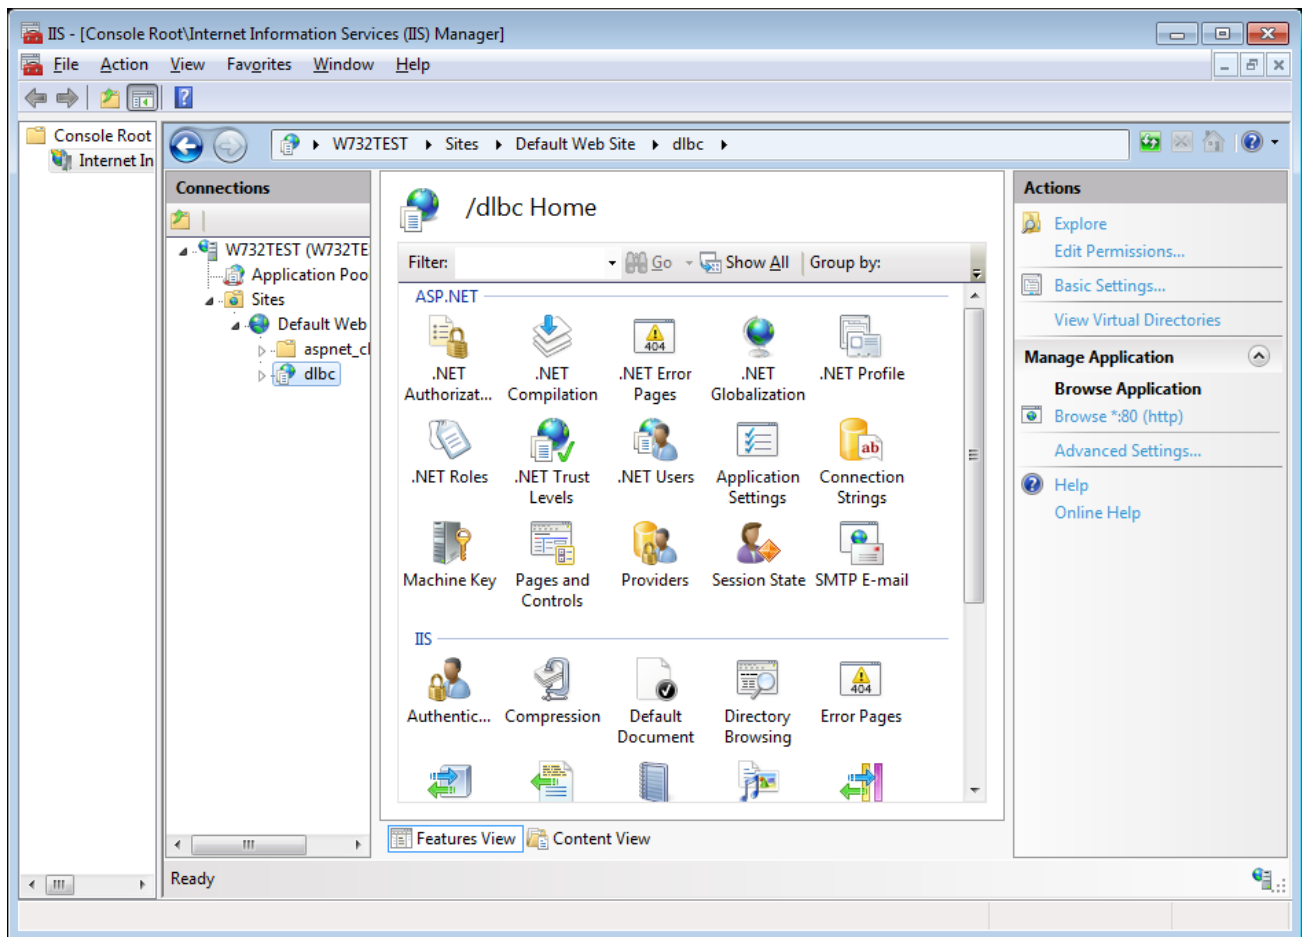 IIS - [Console Root\Internet Information Services (IIS) Manager]
File Action View Favorites Window Help
Console Root
Internet In
W732TEST Sites Default Web Site dlbc
Connections
W732TEST (W732TE
Application Poo
Sites
Default Web
aspnet_cl
dlbc
/dlbc Home
Filter: Go Show All Group by:
ASP.NET
.NET Authorizat...
.NET Compilation
.NET Error Pages
.NET Globalization
.NET Profile
.NET Roles
.NET Trust Levels
.NET Users
Application Settings
Connection Strings
ab
Machine Key
Pages and Controls
Providers
Session State
SMTP E-mail
IIS
Authentic...
Compression
Default Document
Directory Browsing
Error Pages
404
404
Features View Content View
Ready
Actions
Explore
Edit Permissions...
Basic Settings...
View Virtual Directories
Manage Application
Browse Application
Browse *:80 (http)
Advanced Settings...
Help
Online Help